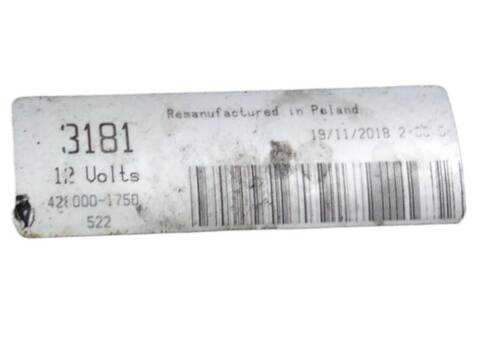 Remanufactured in Poland
3181
19/11/2018
12 Volts
428000-1750
522